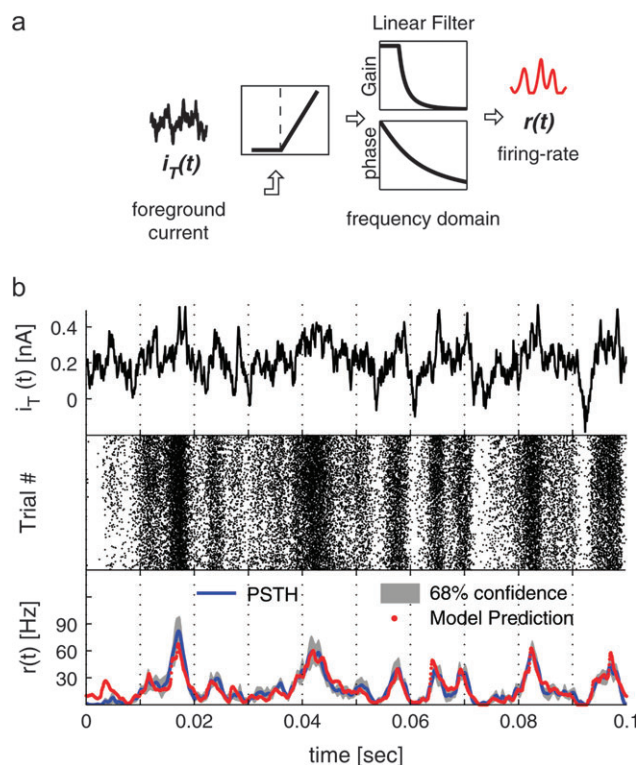 a
Linear Filter
Gain
phase
i_T(t)
r(t)
firing-rate
foreground
current
frequency domain
b
i_T (t) [nA]
0.4
0.2
0
Trial #
r(t) [Hz]
90
60
30
PSTH
68% confidence
Model Prediction
0
0.02
0.04
0.06
0.08
0.1
time [sec]